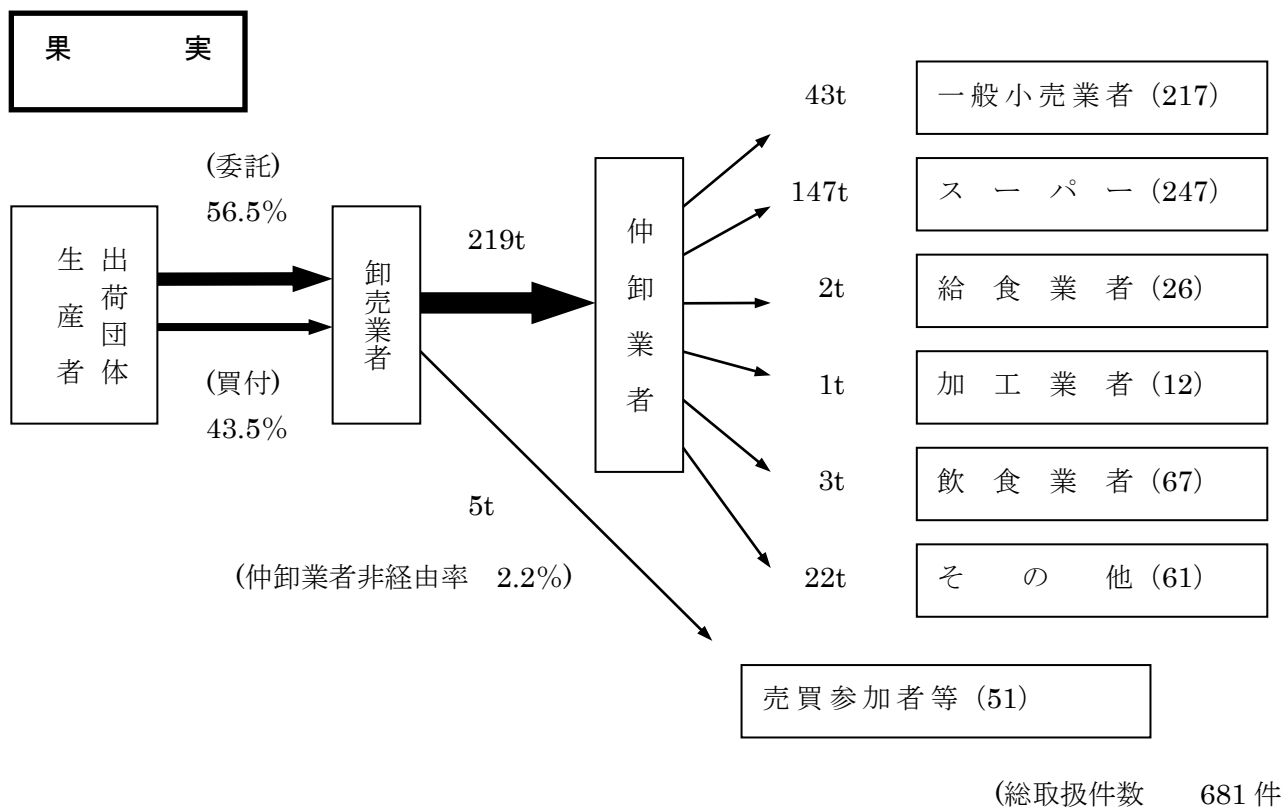 果　実
43t
一般小売業者（217）
(委託)
56.5%
147t
スーパー（247）
219t
生産者
出荷団体
卸売業者
仲卸業者
2t
給食業者（26）
(買付)
43.5%
1t
加工業者（12）
3t
飲食業者（67）
5t
(仲卸業者非経由率　2.2%)
22t
その他（61）
売買参加者等（51）
(総取扱件数　681 件